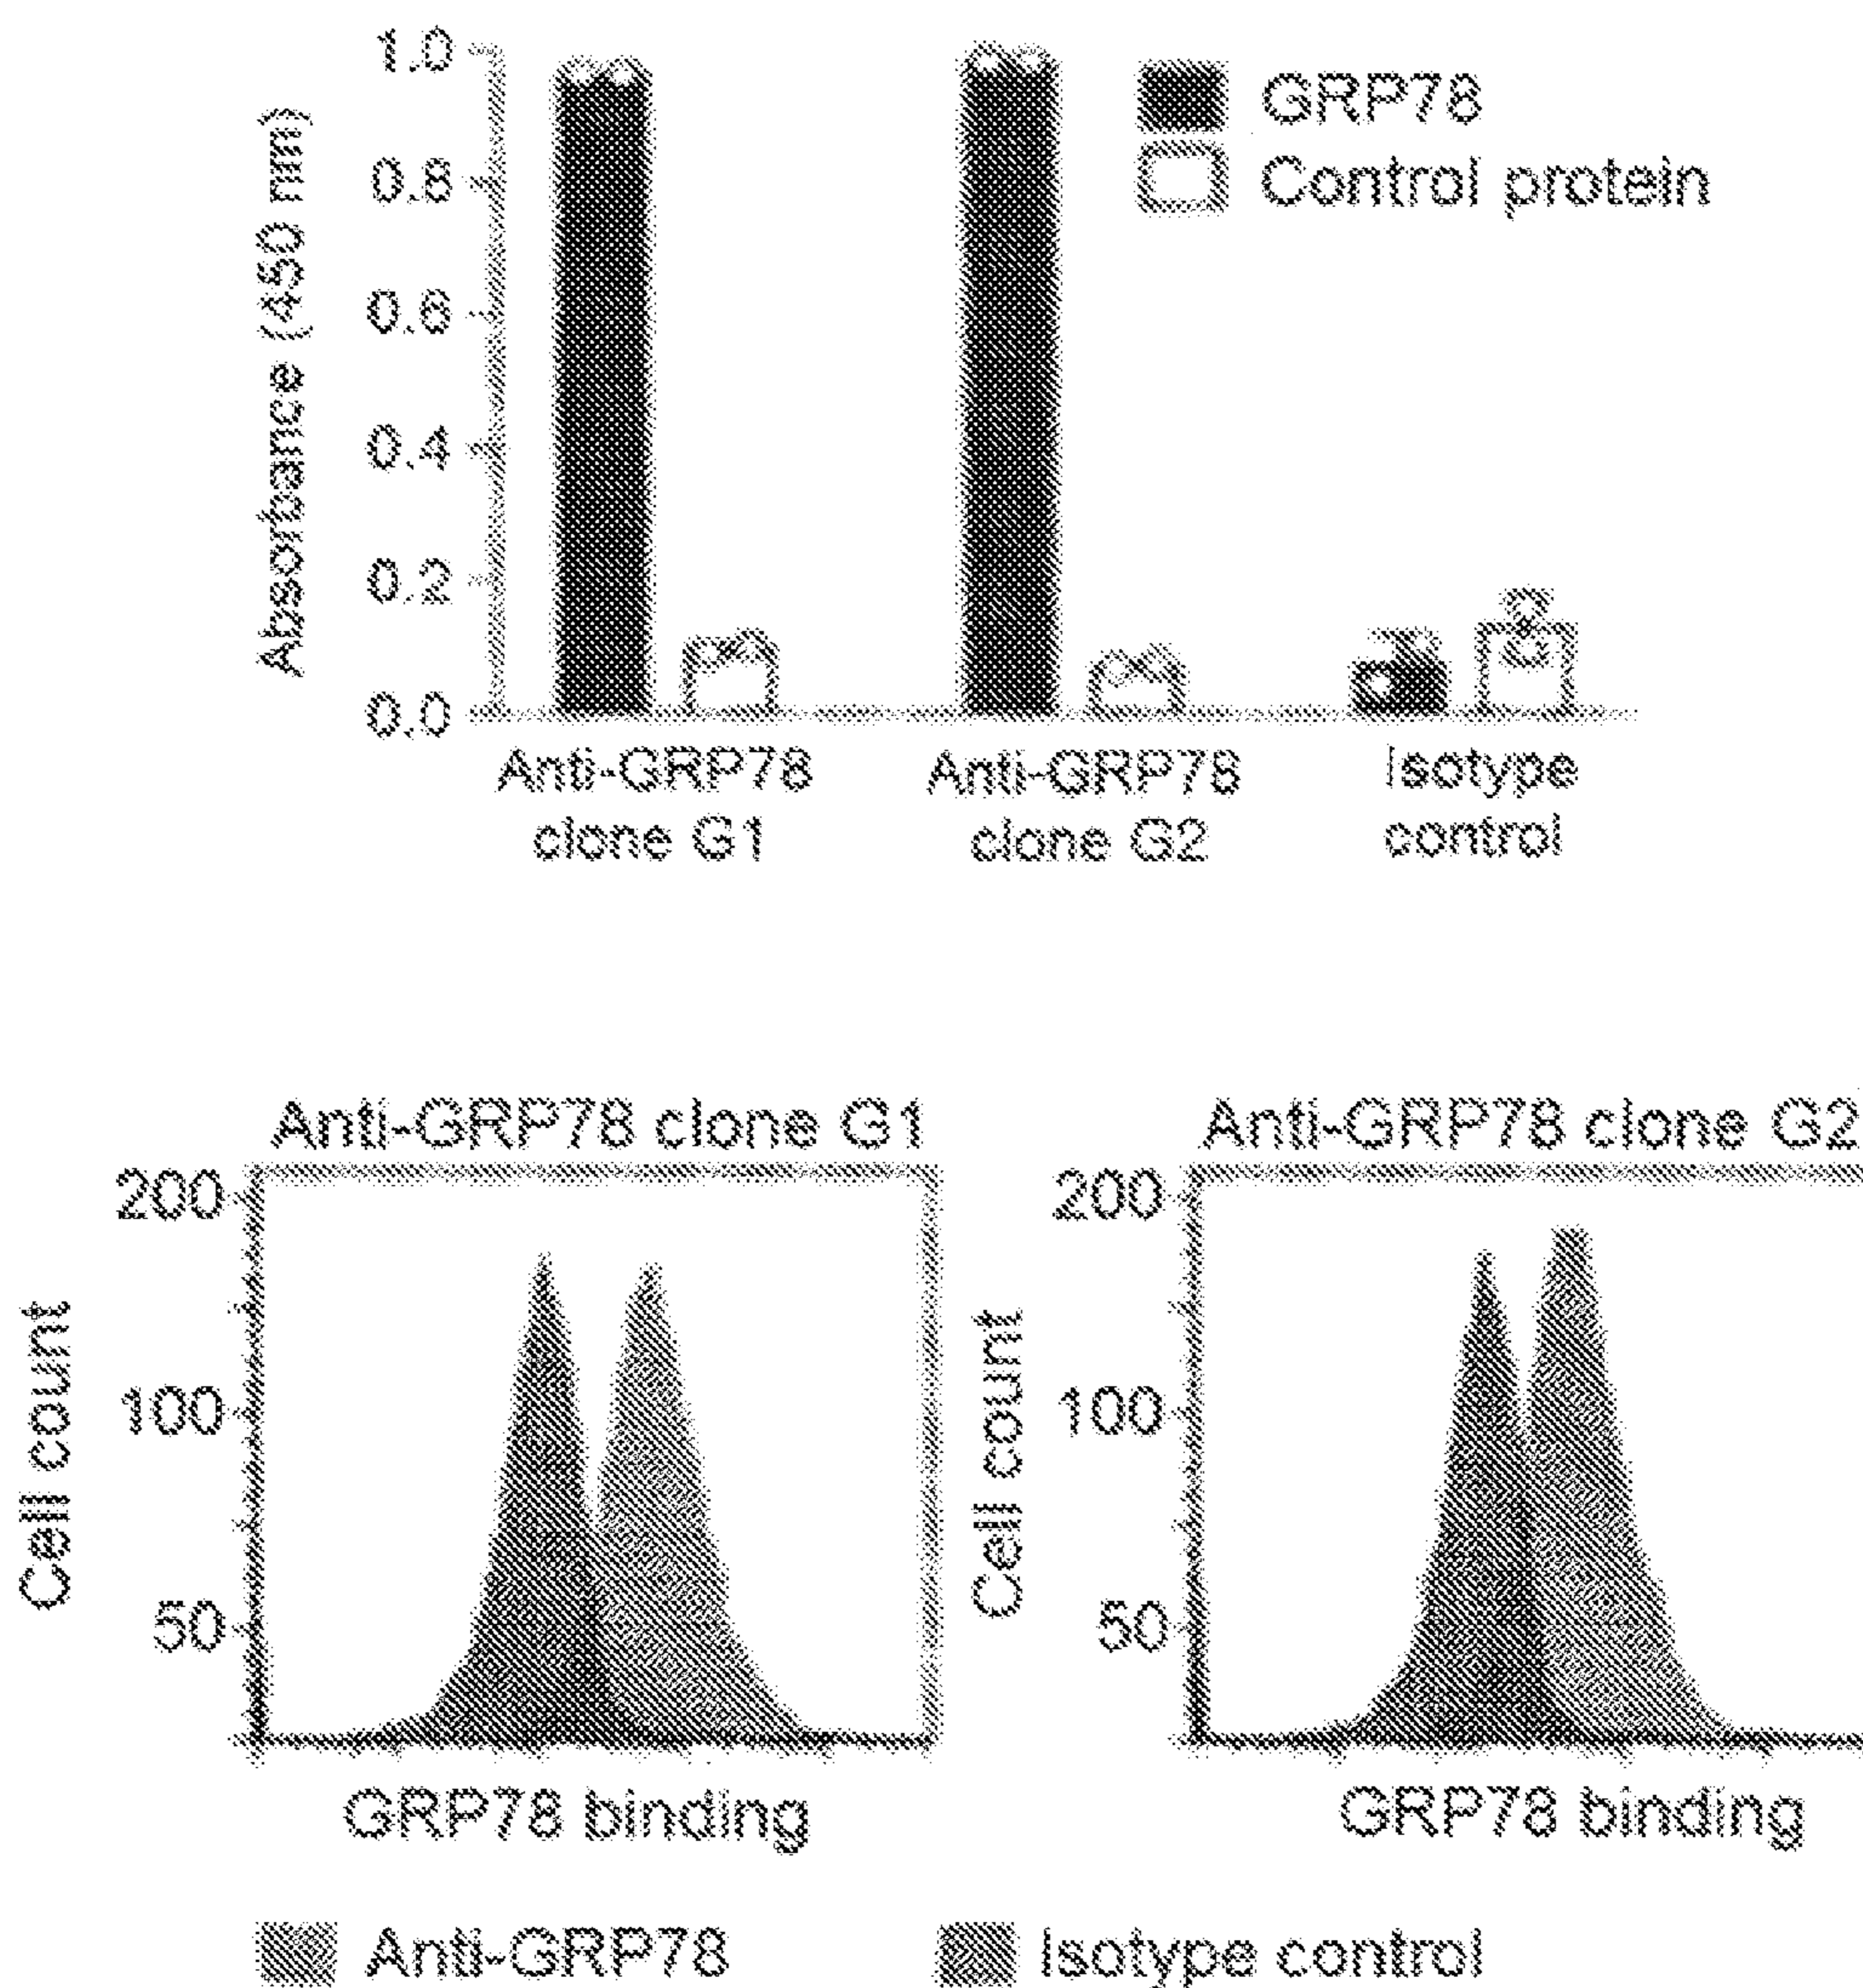 1.0
0.8
0.6
0.4
0.2
0.0
Absorbance (450 nm)
GRP78
Control protein
Anti-GRP78
clone G1
Anti-GRP78
clone G2
Isotype
control
Anti-GRP78 clone G1
200
100
50
Cell count
GRP78 binding
Anti-GRP78 clone G2
200
100
50
Cell count
GRP78 binding
Anti-GRP78
Isotype control